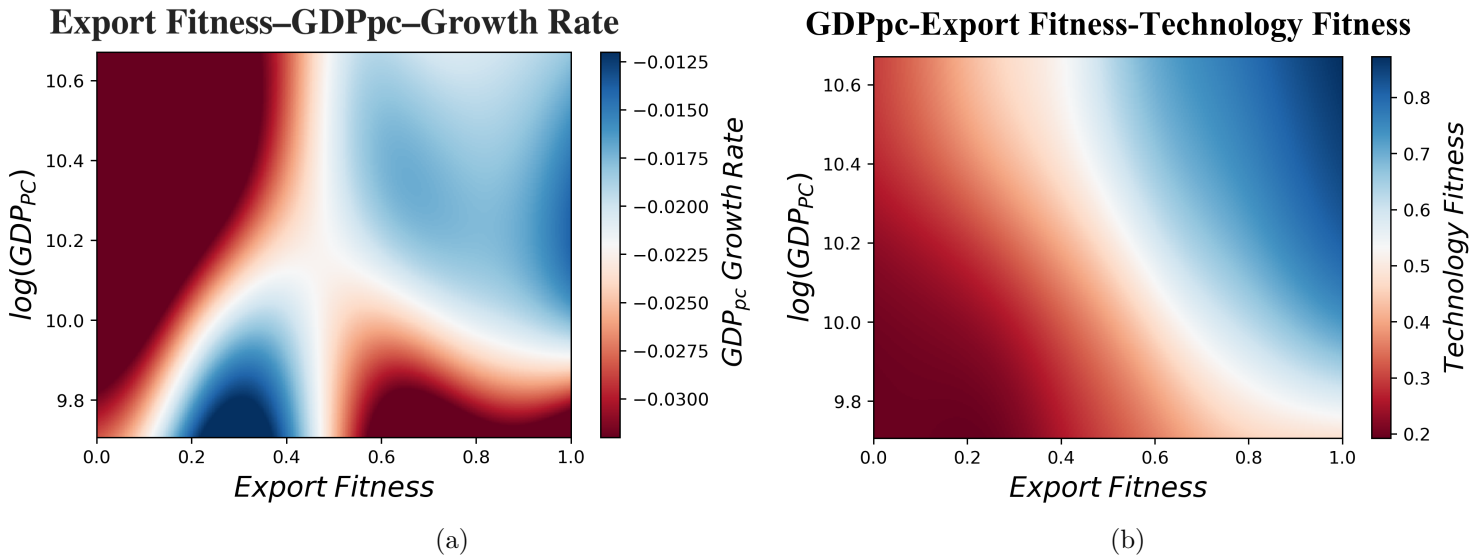 Export Fitness–GDPpc–Growth Rate
10.6
10.4
10.2
10.0
9.8
log(GDP_PC)
0.0 0.2 0.4 0.6 0.8 1.0
Export Fitness
−0.0125
−0.0150
−0.0175
−0.0200
−0.0225
−0.0250
−0.0275
−0.0300
GDP_pc Growth Rate
(a)
GDPpc-Export Fitness-Technology Fitness
10.6
10.4
10.2
10.0
9.8
log(GDP_PC)
0.0 0.2 0.4 0.6 0.8 1.0
Export Fitness
0.8
0.7
0.6
0.5
0.4
0.3
0.2
Technology Fitness
(b)